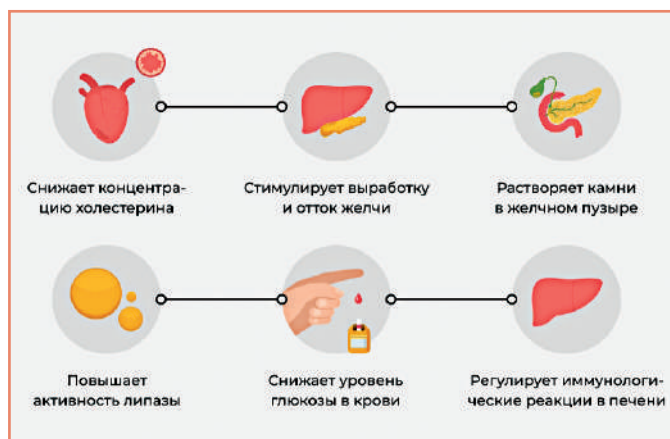 Снижает концентра-
цию холестерина
Стимулирует выработку
и отток желчи
Растворяет камни
в желчном пузыре
Повышает
активность липазы
Снижает уровень
глюкозы в крови
Регулирует иммунологи-
ческие реакции в печени